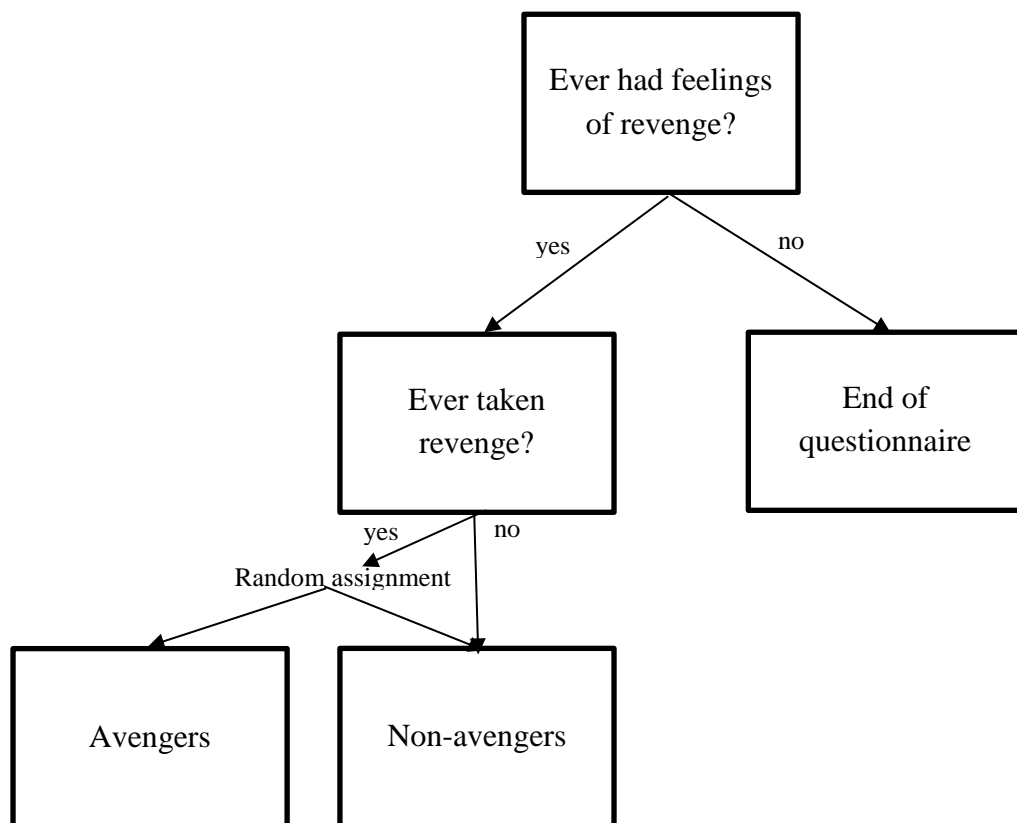 Ever had feelings
of revenge?
yes
no
Ever taken
revenge?
End of
questionnaire
yes
no
Random assignment
Avengers
Non-avengers